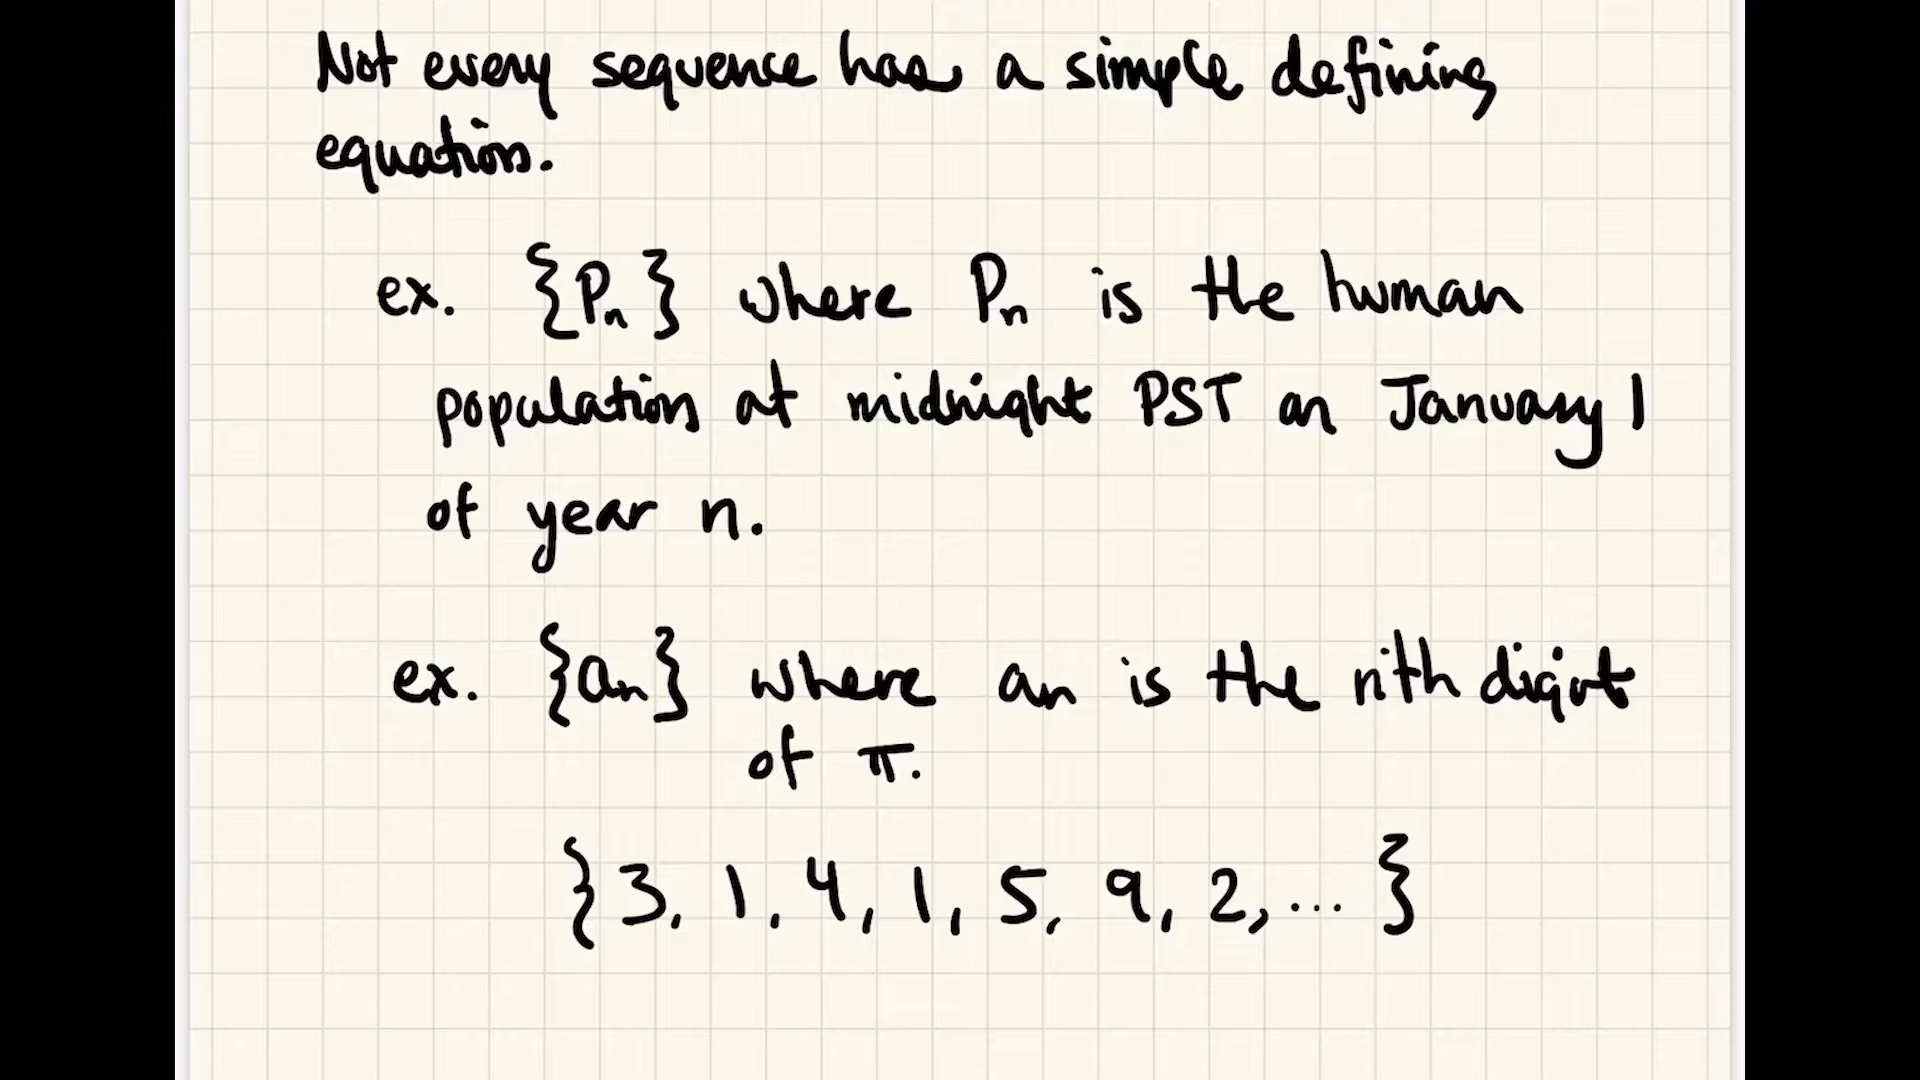 Not every sequence has a simple defining
equation.
ex. {Pₙ} where Pₙ is the human
population at midnight PST on January 1
of year n.
ex. {aₙ} where aₙ is the nth digit
of π.
{3, 1, 4, 1, 5, 9, 2, ... }